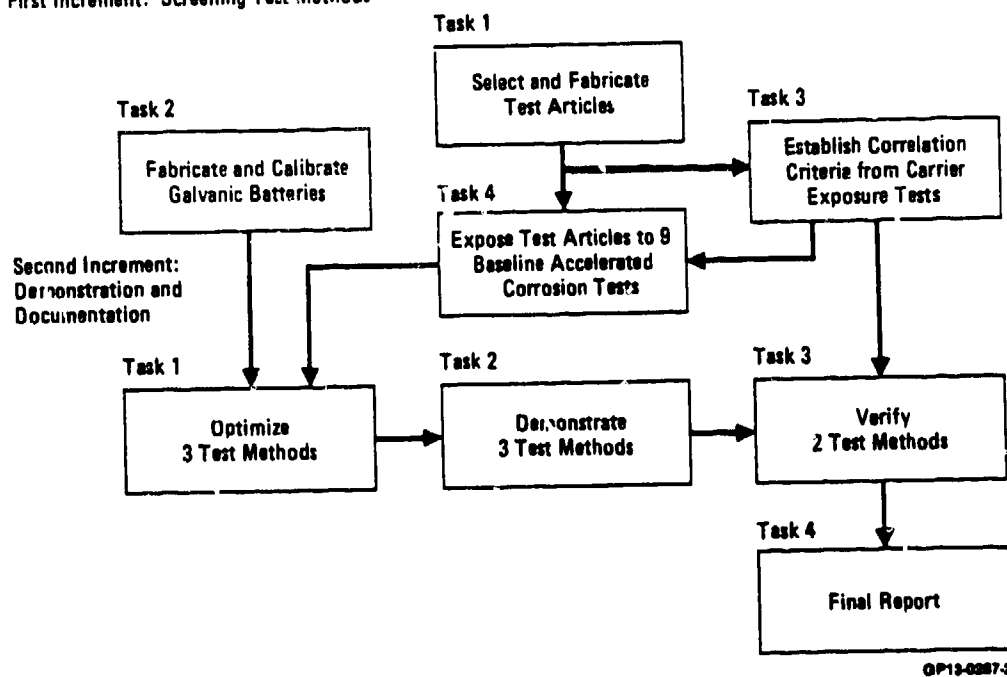 First Increment: Screening Test Methods
Task 1
Select and Fabricate
Test Articles
Task 2
Fabricate and Calibrate
Galvanic Batteries
Task 3
Establish Correlation
Criteria from Carrier
Exposure Tests
Task 4
Expose Test Articles to 9
Baseline Accelerated
Corrosion Tests
Second Increment:
Demonstration and
Documentation
Task 1
Optimize
3 Test Methods
Task 2
Demonstrate
3 Test Methods
Task 3
Verify
2 Test Methods
Task 4
Final Report